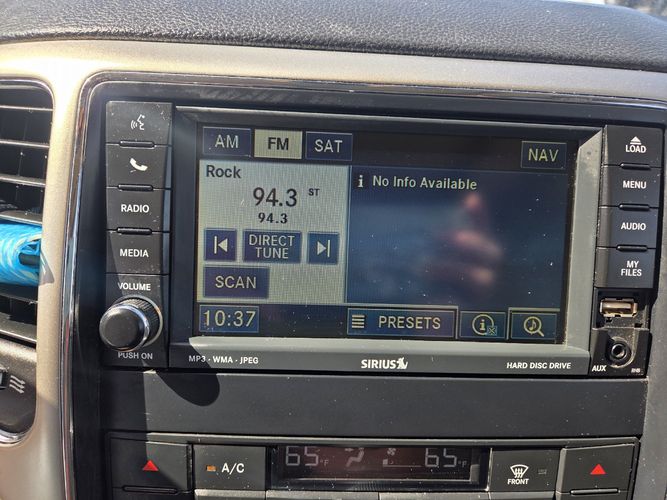 AM FM SAT
NAV
Rock
94.3 ST
94.3
i No Info Available
DIRECT
TUNE
SCAN
10:37
PRESETS
i
RADIO
MEDIA
VOLUME
PUSH ON
LOAD
MENU
AUDIO
MY
FILES
AUX
RHB
MP3 · WMA · JPEG
SIRIUS
HARD DISC DRIVE
65°F
65°F
A/C
FRONT